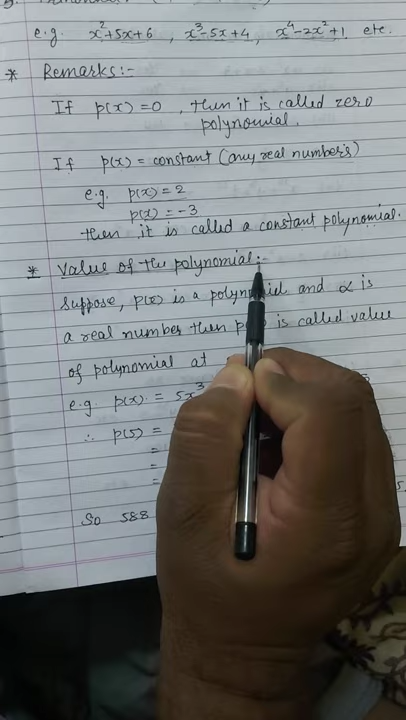 e.g. x²+5x+6 , x³-5x+4, x⁴-2x²+1 etc.
* Remarks:-
If p(x) = 0 , then it is called zero
polynomial.
If p(x) = constant (any real number's)
e.g. p(x) = 2
p(x) = -3
then it is called a constant polynomial.
* Value of the polynomial:-
Suppose, p(x) is a polynomial and α is
a real number then is called value
of polynomial at
e.g. p(x) = 5x³
∴ p(5) =
=
=
=
So 588